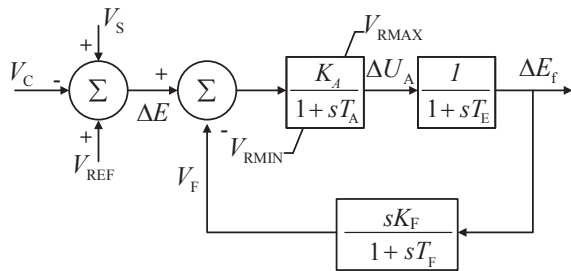 V_S
V_RMAX
+
V_C - Σ + Σ K_A ΔU_A 1 ΔE_f
1+sT_A 1+sT_E
ΔE
+ - V_RMIN
V_REF
V_F
sK_F
1+sT_F